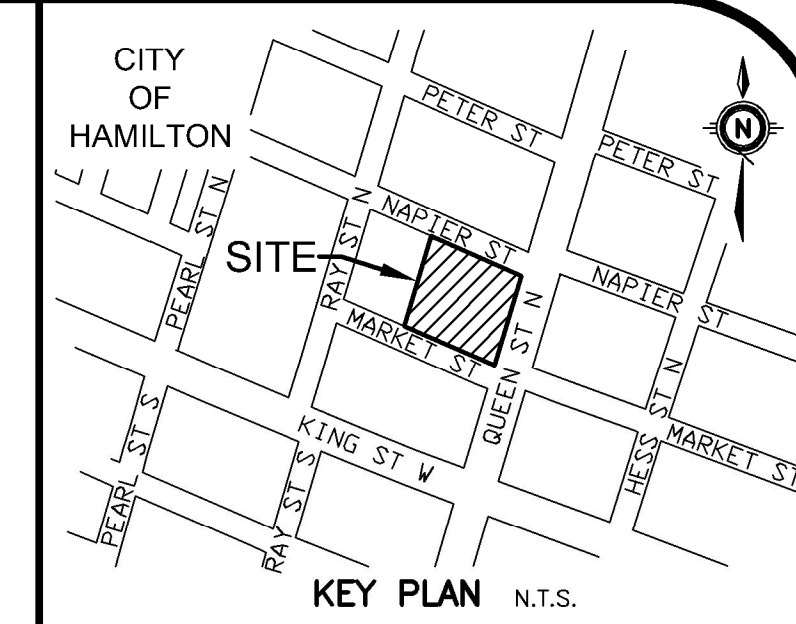 CITY
OF
HAMILTON
N
PETER ST
PETER ST
NAPIER ST
SITE
PEARL ST N
RAY ST N
NAPIER ST
MARKET ST
QUEEN ST N
HESS ST N
MARKET ST
KING ST W
PEARL ST S
RAY ST S
KEY PLAN N.T.S.